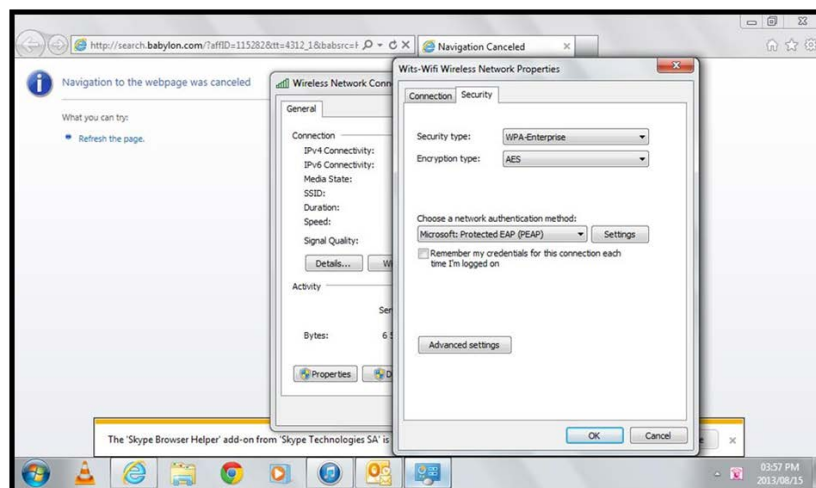 http://search.babylon.com/?affID=115282&tt=4312_1&babsrc=
Navigation Canceled
Navigation to the webpage was canceled
What you can try:
Refresh the page.
Wireless Network Conn
General
Connection
IPv4 Connectivity:
IPv6 Connectivity:
Media State:
SSID:
Duration:
Speed:
Signal Quality:
Details...
W
Activity
Ser
Bytes:
6
Properties
D
Wits-Wifi Wireless Network Properties
Connection
Security
Security type:
WPA-Enterprise
Encryption type:
AES
Choose a network authentication method:
Microsoft: Protected EAP (PEAP)
Settings
Remember my credentials for this connection each
time I'm logged on
Advanced settings
OK
Cancel
The 'Skype Browser Helper' add-on from 'Skype Technologies SA' is
03:57 PM
2013/08/15